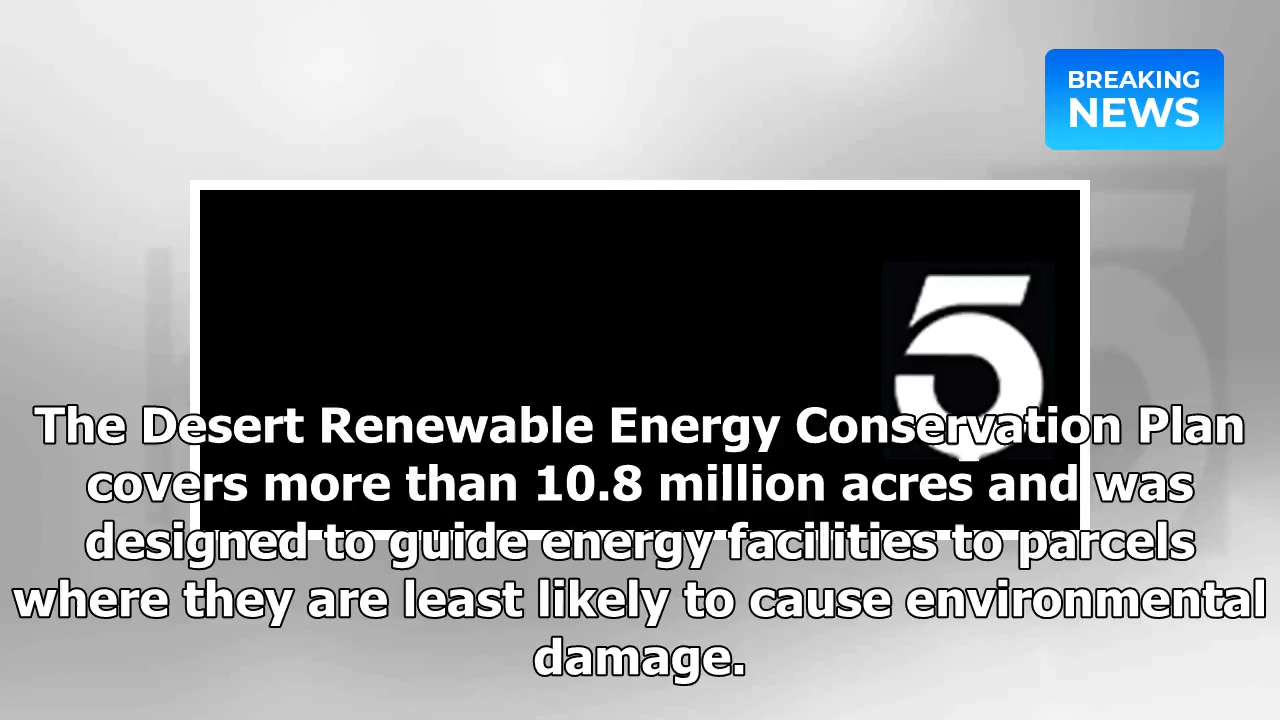 BREAKING
NEWS
5
The Desert Renewable Energy Conservation Plan
covers more than 10.8 million acres and was
designed to guide energy facilities to parcels
where they are least likely to cause environmental
damage.